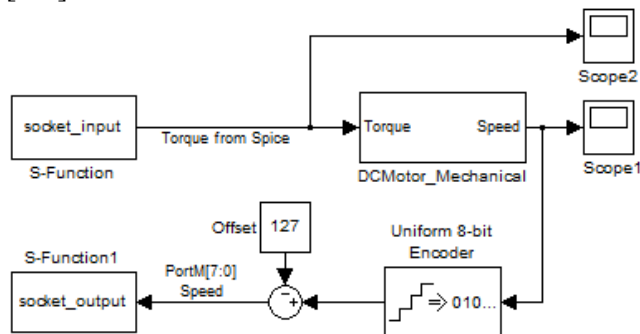 Scope2
socket_input
Torque from Spice
S-Function
Torque
Speed
DCMotor_Mechanical
Scope1
Offset
127
Uniform 8-bit
Encoder
S-Function1
PortM[7:0]
Speed
socket_output
010...